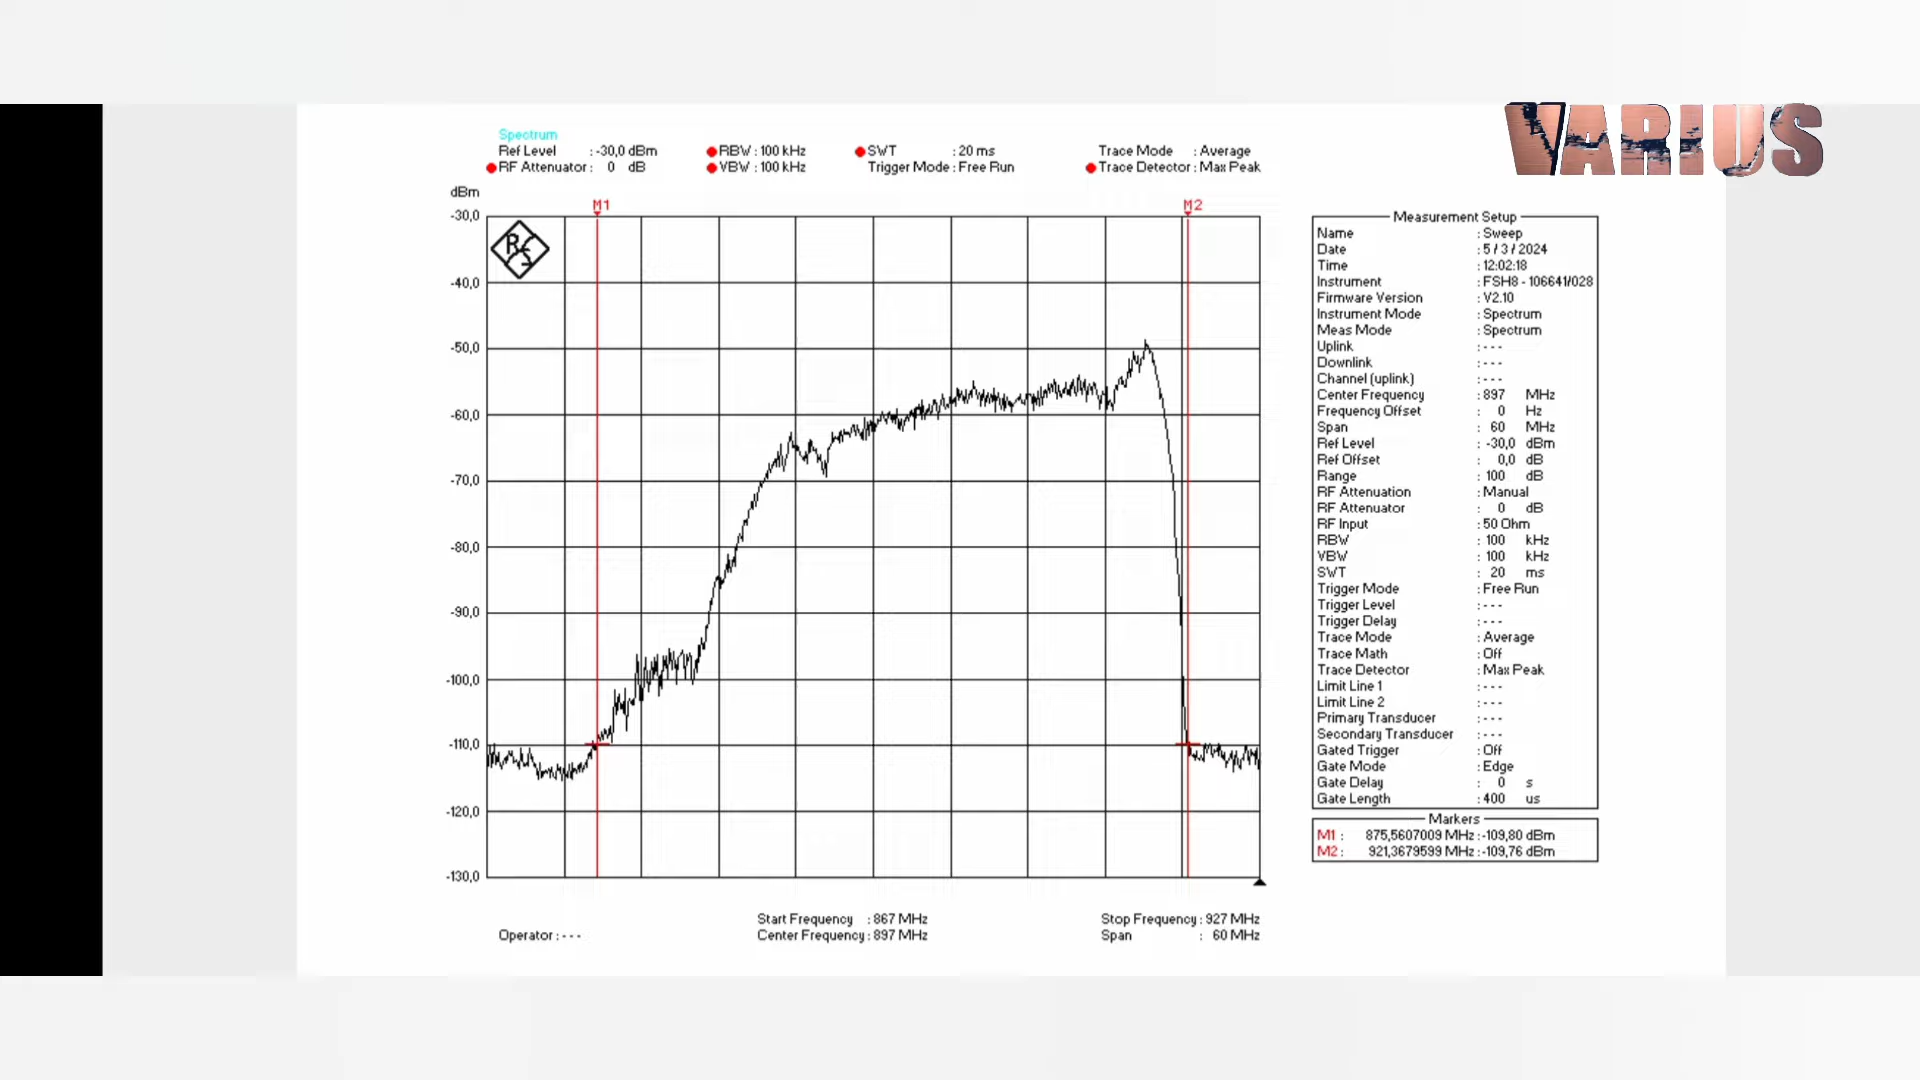 VARIUS
Spectrum
Ref Level : -30,0 dBm RBW : 100 kHz SWT : 20 ms Trace Mode : Average
RF Attenuator : 0 dB VBW : 100 kHz Trigger Mode : Free Run Trace Detector : Max Peak
dBm
M1 M2
-30,0
-40,0
-50,0
-60,0
-70,0
-80,0
-90,0
-100,0
-110,0
-120,0
-130,0
Start Frequency : 867 MHz Stop Frequency : 927 MHz
Operator : --- Center Frequency : 897 MHz Span : 60 MHz
Measurement Setup
Name : Sweep
Date : 5 / 3 / 2024
Time : 12:02:18
Instrument : FSH8 - 106641/028
Firmware Version : V2.10
Instrument Mode : Spectrum
Meas Mode : Spectrum
Uplink : ---
Downlink : ---
Channel (uplink) : ---
Center Frequency : 897 MHz
Frequency Offset : 0 Hz
Span : 60 MHz
Ref Level : -30,0 dBm
Ref Offset : 0,0 dB
Range : 100 dB
RF Attenuation : Manual
RF Attenuator : 0 dB
RF Input : 50 Ohm
RBW : 100 kHz
VBW : 100 kHz
SWT : 20 ms
Trigger Mode : Free Run
Trigger Level : ---
Trigger Delay : ---
Trace Mode : Average
Trace Math : Off
Trace Detector : Max Peak
Limit Line 1 : ---
Limit Line 2 : ---
Primary Transducer : ---
Secondary Transducer : ---
Gated Trigger : Off
Gate Mode : Edge
Gate Delay : 0 s
Gate Length : 400 us
Markers
M1 : 875,5607009 MHz : -109,80 dBm
M2 : 921,3679599 MHz : -109,76 dBm